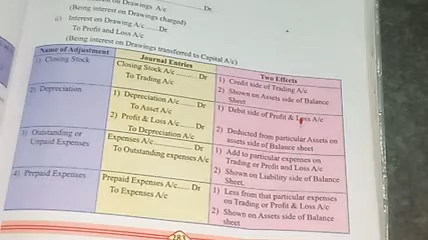 on Drawings A/c .......... Dr
(Being interest on Drawings charged)
c) Interest on Drawing A/c ...... Dr
To Profit and Loss A/c
(Being interest on Drawings transferred to Capital A/c)
Name of Adjustment
Journal Entries
Two Effects
1) Closing Stock
Closing Stock A/c ........ Dr
To Trading A/c
1) Credit side of Trading A/c
2) Shown on Assets side of Balance
Sheet
2) Depreciation
1) Depreciation A/c ...... Dr
To Asset A/c
2) Profit & Loss A/c ...... Dr
To Depreciation A/c
1) Debit side of Profit & Loss A/c
2) Deducted from particular Assets on
assets side of Balance sheet
3) Outstanding or
Unpaid Expenses
Expenses A/c............. Dr
To Outstanding expenses A/c
1) Add to particular expenses on
Trading or Profit and Loss A/c
2) Shown on Liability side of Balance
Sheet.
4) Prepaid Expenses
Prepaid Expenses A/c...... Dr
To Expenses A/c
1) Less from that particular expenses
on Trading or Profit & Loss A/c
2) Shown on Assets side of Balance
sheet
283